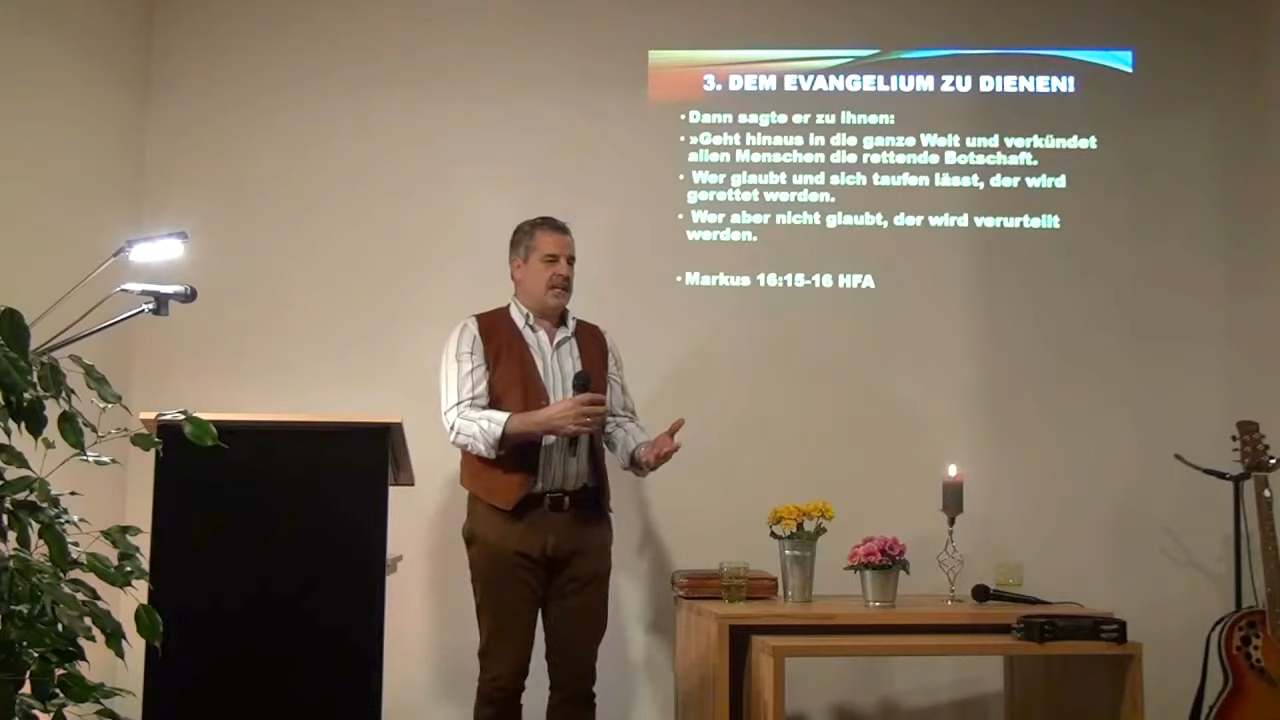 3. DEM EVANGELIUM ZU DIENEN!
• Dann sagte er zu ihnen:
• »Geht hinaus in die ganze Welt und verkündet
allen Menschen die rettende Botschaft.
• Wer glaubt und sich taufen lässt, der wird
gerettet werden.
• Wer aber nicht glaubt, der wird verurteilt
werden.
• Markus 16:15-16 HFA